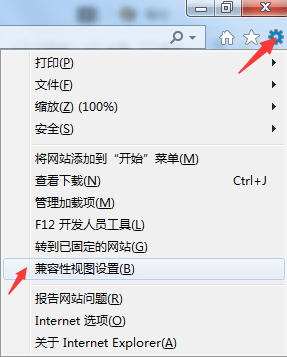 打印(P)
文件(F)
缩放(Z) (100%)
安全(S)
将网站添加到“开始”菜单(M)
查看下载(N) Ctrl+J
管理加载项(M)
F12 开发人员工具(L)
转到已固定的网站(G)
兼容性视图设置(B)
报告网站问题(R)
Internet 选项(O)
关于 Internet Explorer(A)